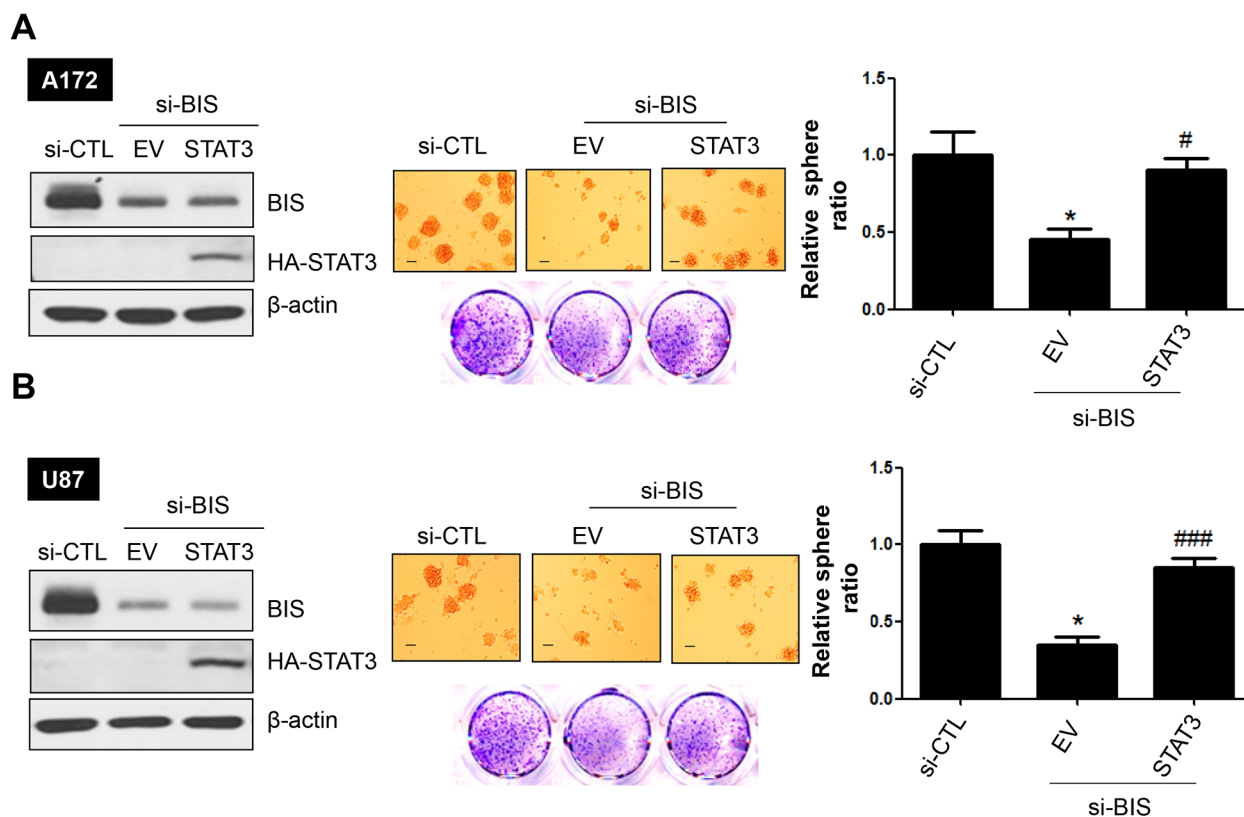 A
A172
si-BIS
si-CTL EV STAT3
BIS
HA-STAT3
β-actin
si-BIS
si-CTL EV STAT3
Relative sphere
ratio
1.5
1.0
0.5
0.0
*
#
si-CTL
EV
STAT3
si-BIS
B
U87
si-BIS
si-CTL EV STAT3
BIS
HA-STAT3
β-actin
si-BIS
si-CTL EV STAT3
Relative sphere
ratio
1.5
1.0
0.5
0.0
*
###
si-CTL
EV
STAT3
si-BIS